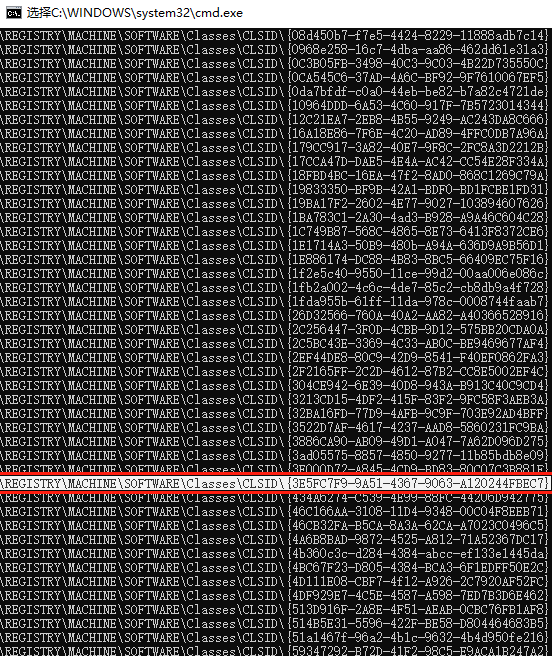 选择C:\WINDOWS\system32\cmd.exe
\REGISTRY\MACHINE\SOFTWARE\Classes\CLSID\{08d450b7-f7e5-4424-8229-11888adb7c14}
\REGISTRY\MACHINE\SOFTWARE\Classes\CLSID\{0968e258-16c7-4dba-aa86-462dd61e31a3}
\REGISTRY\MACHINE\SOFTWARE\Classes\CLSID\{0C3B05FB-3498-40C3-9C03-4B22D735550C}
\REGISTRY\MACHINE\SOFTWARE\Classes\CLSID\{0CA545C6-37AD-4A6C-BF92-9F7610067EF5}
\REGISTRY\MACHINE\SOFTWARE\Classes\CLSID\{0da7bfdf-c0a0-44eb-be82-b7a82c4721de}
\REGISTRY\MACHINE\SOFTWARE\Classes\CLSID\{10964DDD-6A53-4C60-917F-7B5723014344}
\REGISTRY\MACHINE\SOFTWARE\Classes\CLSID\{12C21EA7-2EB8-4B55-9249-AC243DA8C666}
\REGISTRY\MACHINE\SOFTWARE\Classes\CLSID\{16A18E86-7F6E-4C20-AD89-4FFC0DB7A96A}
\REGISTRY\MACHINE\SOFTWARE\Classes\CLSID\{179CC917-3A82-40E7-9F8C-2FC8A3D2212B}
\REGISTRY\MACHINE\SOFTWARE\Classes\CLSID\{17CCA47D-DAE5-4E4A-AC42-CC54E28F334A}
\REGISTRY\MACHINE\SOFTWARE\Classes\CLSID\{18FBD4BC-16EA-47f2-8AD0-868C1269C79A}
\REGISTRY\MACHINE\SOFTWARE\Classes\CLSID\{19833350-BF9B-42A1-BDF0-BD1FCBE1FD31}
\REGISTRY\MACHINE\SOFTWARE\Classes\CLSID\{19BA17F2-2602-4E77-9027-103894607626}
\REGISTRY\MACHINE\SOFTWARE\Classes\CLSID\{1BA783C1-2A30-4ad3-B928-A9A46C604C28}
\REGISTRY\MACHINE\SOFTWARE\Classes\CLSID\{1C749B87-568C-4865-8E73-6413F8372CE6}
\REGISTRY\MACHINE\SOFTWARE\Classes\CLSID\{1E1714A3-50B9-480b-A94A-636D9A9B56D1}
\REGISTRY\MACHINE\SOFTWARE\Classes\CLSID\{1E886174-DC88-4B83-8BC5-66409EC75F16}
\REGISTRY\MACHINE\SOFTWARE\Classes\CLSID\{1f2e5c40-9550-11ce-99d2-00aa006e086c}
\REGISTRY\MACHINE\SOFTWARE\Classes\CLSID\{1fb2a002-4c6c-4de7-85c2-cb8db9a4f728}
\REGISTRY\MACHINE\SOFTWARE\Classes\CLSID\{1fda955b-61ff-11da-978c-0008744faab7}
\REGISTRY\MACHINE\SOFTWARE\Classes\CLSID\{26D32566-760A-40A2-AA82-A40366528916}
\REGISTRY\MACHINE\SOFTWARE\Classes\CLSID\{2C256447-3F0D-4CBB-9D12-575BB20CDA0A}
\REGISTRY\MACHINE\SOFTWARE\Classes\CLSID\{2C5BC43E-3369-4C33-AB0C-BE9469677AF4}
\REGISTRY\MACHINE\SOFTWARE\Classes\CLSID\{2EF44DE8-80C9-42D9-8541-F40EF0862FA3}
\REGISTRY\MACHINE\SOFTWARE\Classes\CLSID\{2F2165FF-2C2D-4612-87B2-CC8E5002EF4C}
\REGISTRY\MACHINE\SOFTWARE\Classes\CLSID\{304CE942-6E39-40D8-943A-B913C40C9CD4}
\REGISTRY\MACHINE\SOFTWARE\Classes\CLSID\{3213CD15-4DF2-415F-83F2-9FC58F3AEB3A}
\REGISTRY\MACHINE\SOFTWARE\Classes\CLSID\{32BA16FD-77D9-4AFB-9C9F-703E92AD4BFF}
\REGISTRY\MACHINE\SOFTWARE\Classes\CLSID\{3522D7AF-4617-4237-AAD8-5860231FC9BA}
\REGISTRY\MACHINE\SOFTWARE\Classes\CLSID\{3886CA90-AB09-49D1-A047-7A62D096D275}
\REGISTRY\MACHINE\SOFTWARE\Classes\CLSID\{3ad05575-8857-4850-9277-11b85bdb8e09}
\REGISTRY\MACHINE\SOFTWARE\Classes\CLSID\{3E000D72-A845-4CD9-BD83-80C07C3B881F}
\REGISTRY\MACHINE\SOFTWARE\Classes\CLSID\{3E5FC7F9-9A51-4367-9063-A120244FBEC7}
\REGISTRY\MACHINE\SOFTWARE\Classes\CLSID\{434A6274-C539-4E99-88FC-44206D942775}
\REGISTRY\MACHINE\SOFTWARE\Classes\CLSID\{46C166AA-3108-11D4-9348-00C04F8EEB71}
\REGISTRY\MACHINE\SOFTWARE\Classes\CLSID\{46CB32FA-B5CA-8A3A-62CA-A7023C0496C5}
\REGISTRY\MACHINE\SOFTWARE\Classes\CLSID\{4A6B8BAD-9872-4525-A812-71A52367DC17}
\REGISTRY\MACHINE\SOFTWARE\Classes\CLSID\{4b360c3c-d284-4384-abcc-ef133e1445da}
\REGISTRY\MACHINE\SOFTWARE\Classes\CLSID\{4BC67F23-D805-4384-BCA3-6F1EDFF50E2C}
\REGISTRY\MACHINE\SOFTWARE\Classes\CLSID\{4D111E08-CBF7-4f12-A926-2C7920AF52FC}
\REGISTRY\MACHINE\SOFTWARE\Classes\CLSID\{4DF929E7-4C5E-4587-A598-7ED7B3D6E462}
\REGISTRY\MACHINE\SOFTWARE\Classes\CLSID\{513D916F-2A8E-4F51-AEAB-0CBC76FB1AF8}
\REGISTRY\MACHINE\SOFTWARE\Classes\CLSID\{514B5E31-5596-422F-BE58-D804464683B5}
\REGISTRY\MACHINE\SOFTWARE\Classes\CLSID\{51a1467f-96a2-4b1c-9632-4b4d950fe216}
\REGISTRY\MACHINE\SOFTWARE\Classes\CLSID\{59347292-B72D-41F2-98C5-E9ACA1B247A2}